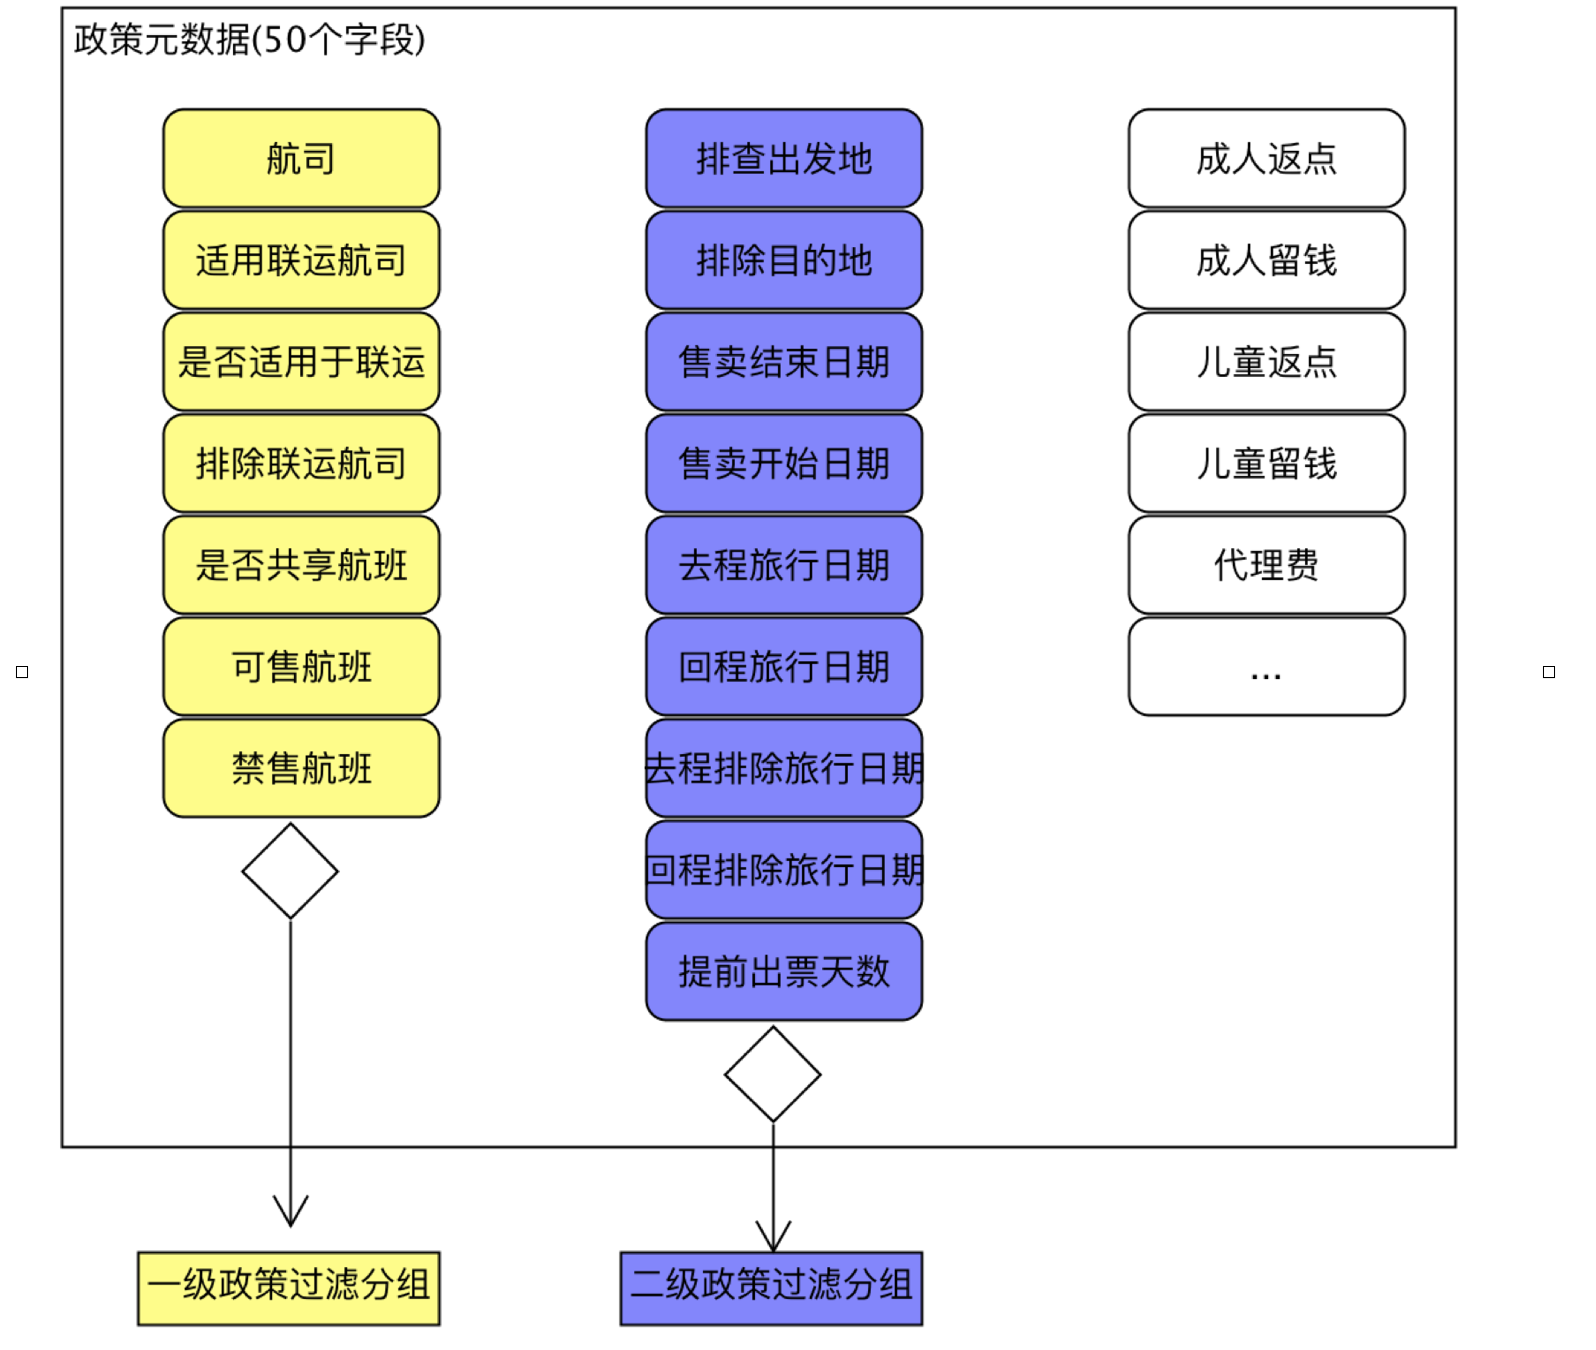 政策元数据(50个字段)
航司
适用联运航司
是否适用于联运
排除联运航司
是否共享航班
可售航班
禁售航班
一级政策过滤分组
排查出发地
排除目的地
售卖结束日期
售卖开始日期
去程旅行日期
回程旅行日期
去程排除旅行日期
回程排除旅行日期
提前出票天数
二级政策过滤分组
成人返点
成人留钱
儿童返点
儿童留钱
代理费
...